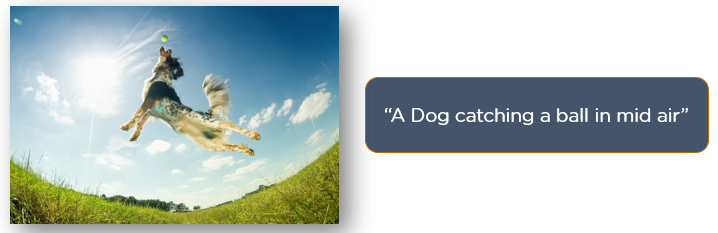 “A Dog catching a ball in mid air”